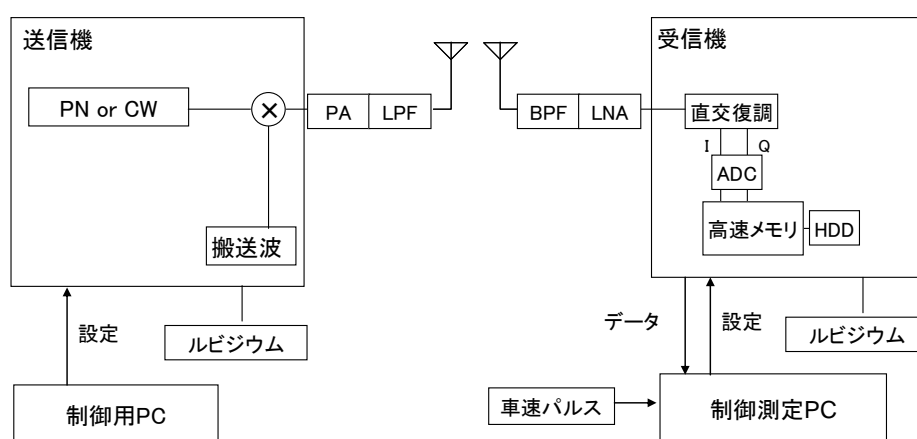 送信機
PN or CW
PA
LPF
搬送波
設定
ルビジウム
制御用PC
受信機
BPF
LNA
直交復調
I
Q
ADC
高速メモリ
HDD
データ
設定
ルビジウム
車速パルス
制御測定PC